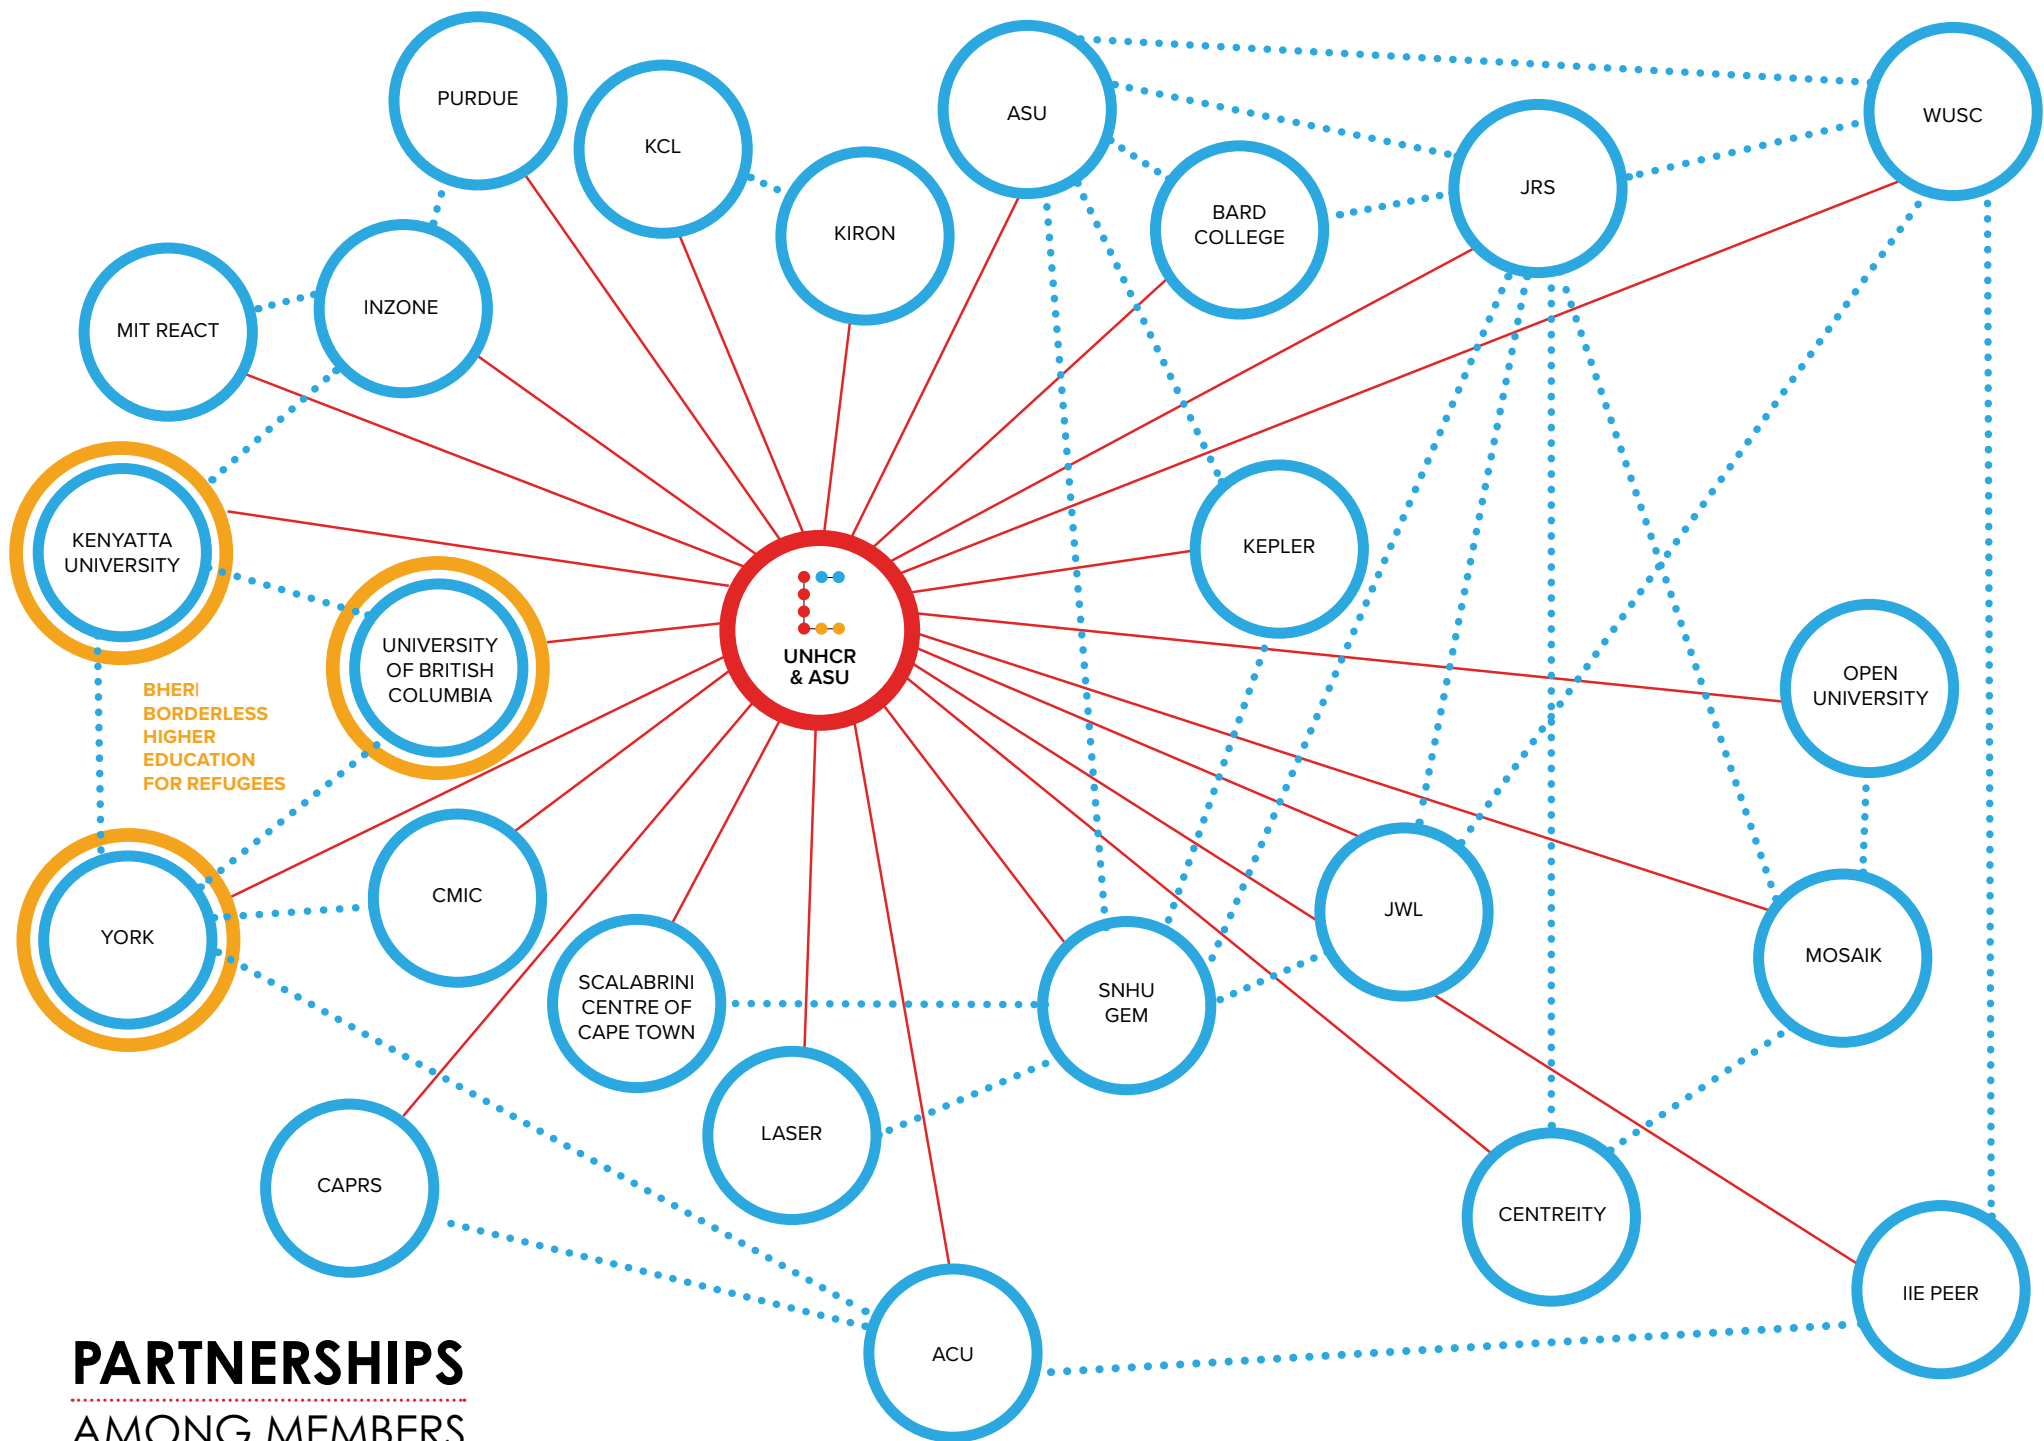 PURDUE
KCL
ASU
WUSC
KIRON
BARD
COLLEGE
JRS
MIT REACT
INZONE
KENYATTA
UNIVERSITY
UNIVERSITY
OF BRITISH
COLUMBIA
UNHCR
& ASU
KEPLER
OPEN
UNIVERSITY
BHER|
BORDERLESS
HIGHER
EDUCATION
FOR REFUGEES
YORK
CMIC
SCALABRINI
CENTRE OF
CAPE TOWN
SNHU
GEM
JWL
MOSAIK
LASER
CAPRS
CENTREITY
ACU
IIE PEER
PARTNERSHIPS
AMONG MEMBERS